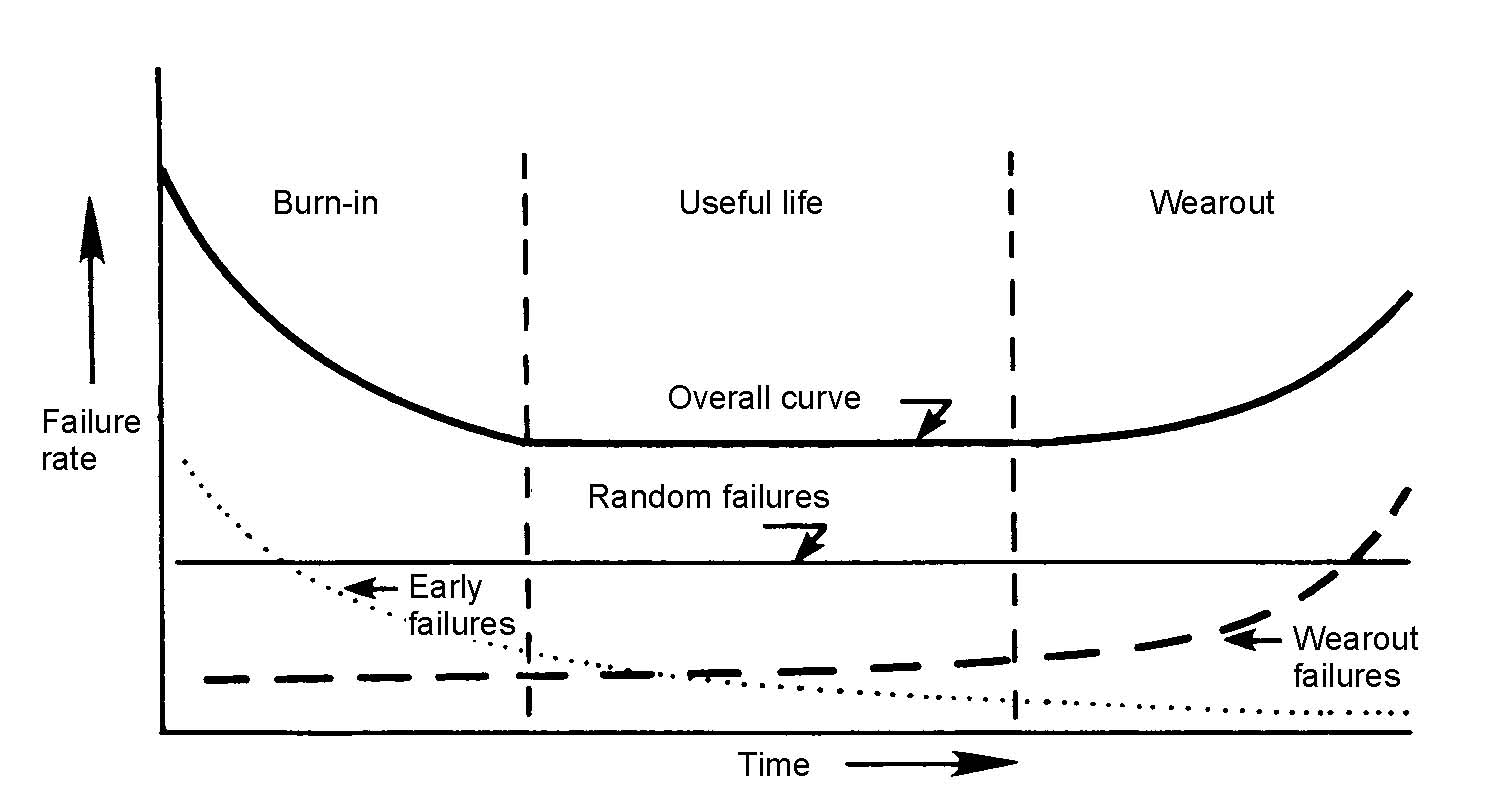 Burn-in
Useful life
Wearout
Failure
rate
Overall curve
Random failures
Early
failures
Wearout
failures
Time